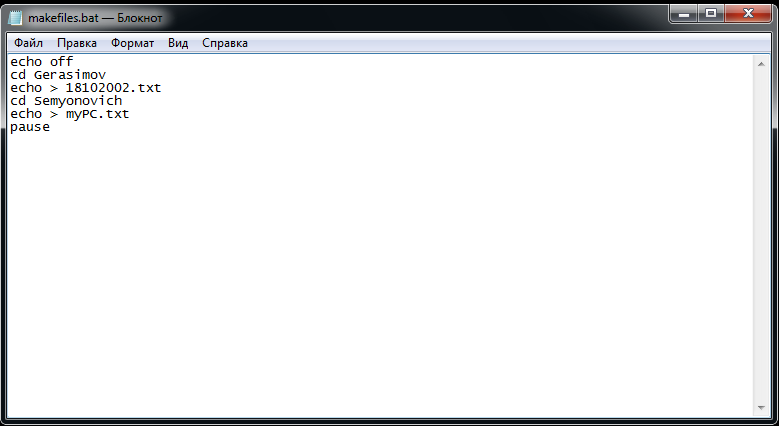 makefiles.bat — Блокнот
Файл Правка Формат Вид Справка
echo off
cd Gerasimov
echo > 18102002.txt
cd Semyonovich
echo > myPC.txt
pause